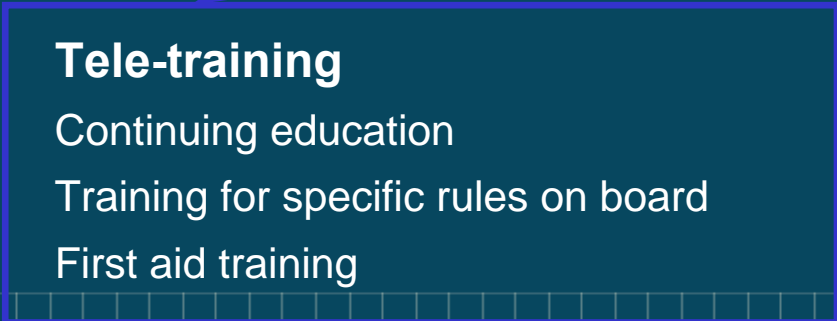 Tele-training
Continuing education
Training for specific rules on board
First aid training